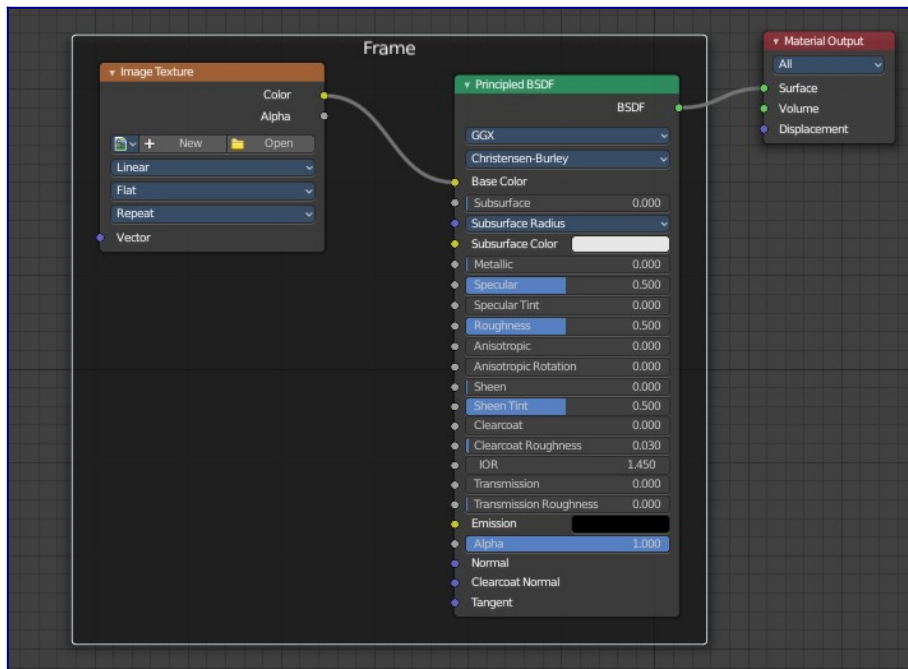 Frame
Image Texture
Color
Alpha
New Open
Linear
Flat
Repeat
Vector
Principled BSDF
BSDF
GGX
Christensen-Burley
Base Color
Subsurface 0.000
Subsurface Radius
Subsurface Color
Metallic 0.000
Specular 0.500
Specular Tint 0.000
Roughness 0.500
Anisotropic 0.000
Anisotropic Rotation 0.000
Sheen 0.000
Sheen Tint 0.500
Clearcoat 0.000
Clearcoat Roughness 0.030
IOR 1.450
Transmission 0.000
Transmission Roughness 0.000
Emission
Alpha 1.000
Normal
Clearcoat Normal
Tangent
Material Output
All
Surface
Volume
Displacement